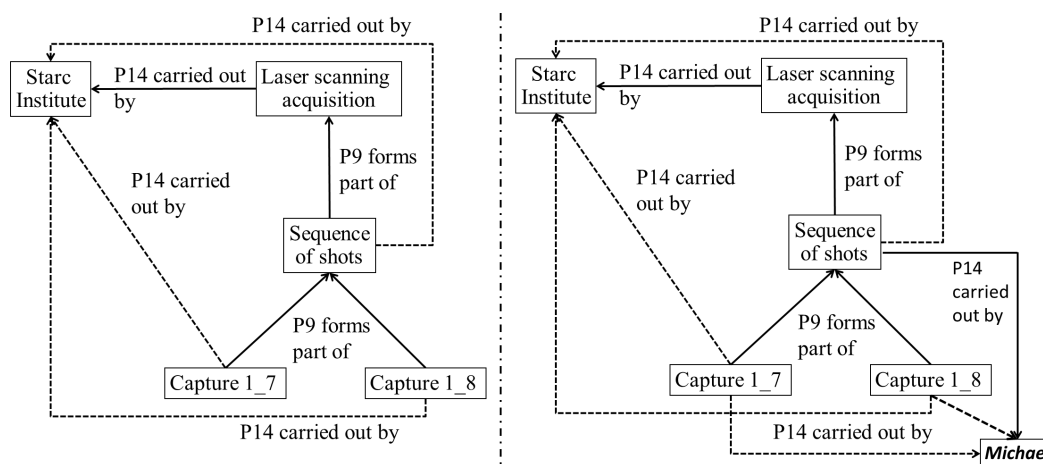 P14 carried out by
Starc
Institute
P14 carried out
by
Laser scanning
acquisition
P9 forms
part of
P14 carried
out by
Sequence
of shots
P9 forms
part of
Capture 1_7
Capture 1_8
P14 carried out by
P14 carried out by
Starc
Institute
P14 carried out
by
Laser scanning
acquisition
P9 forms
part of
P14 carried
out by
Sequence
of shots
P14
carried
out by
P9 forms
part of
Capture 1_7
Capture 1_8
P14 carried out by
Michae